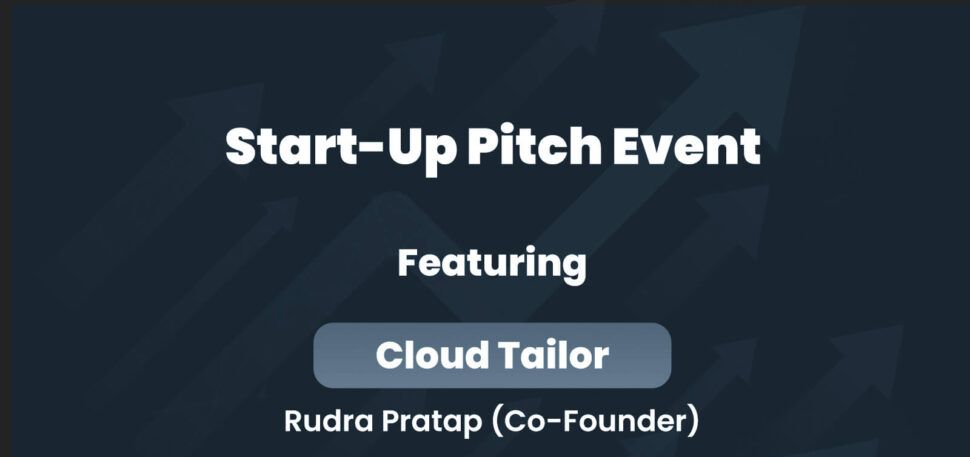 Start-Up Pitch Event
Featuring
Cloud Tailor
Rudra Pratap (Co-Founder)